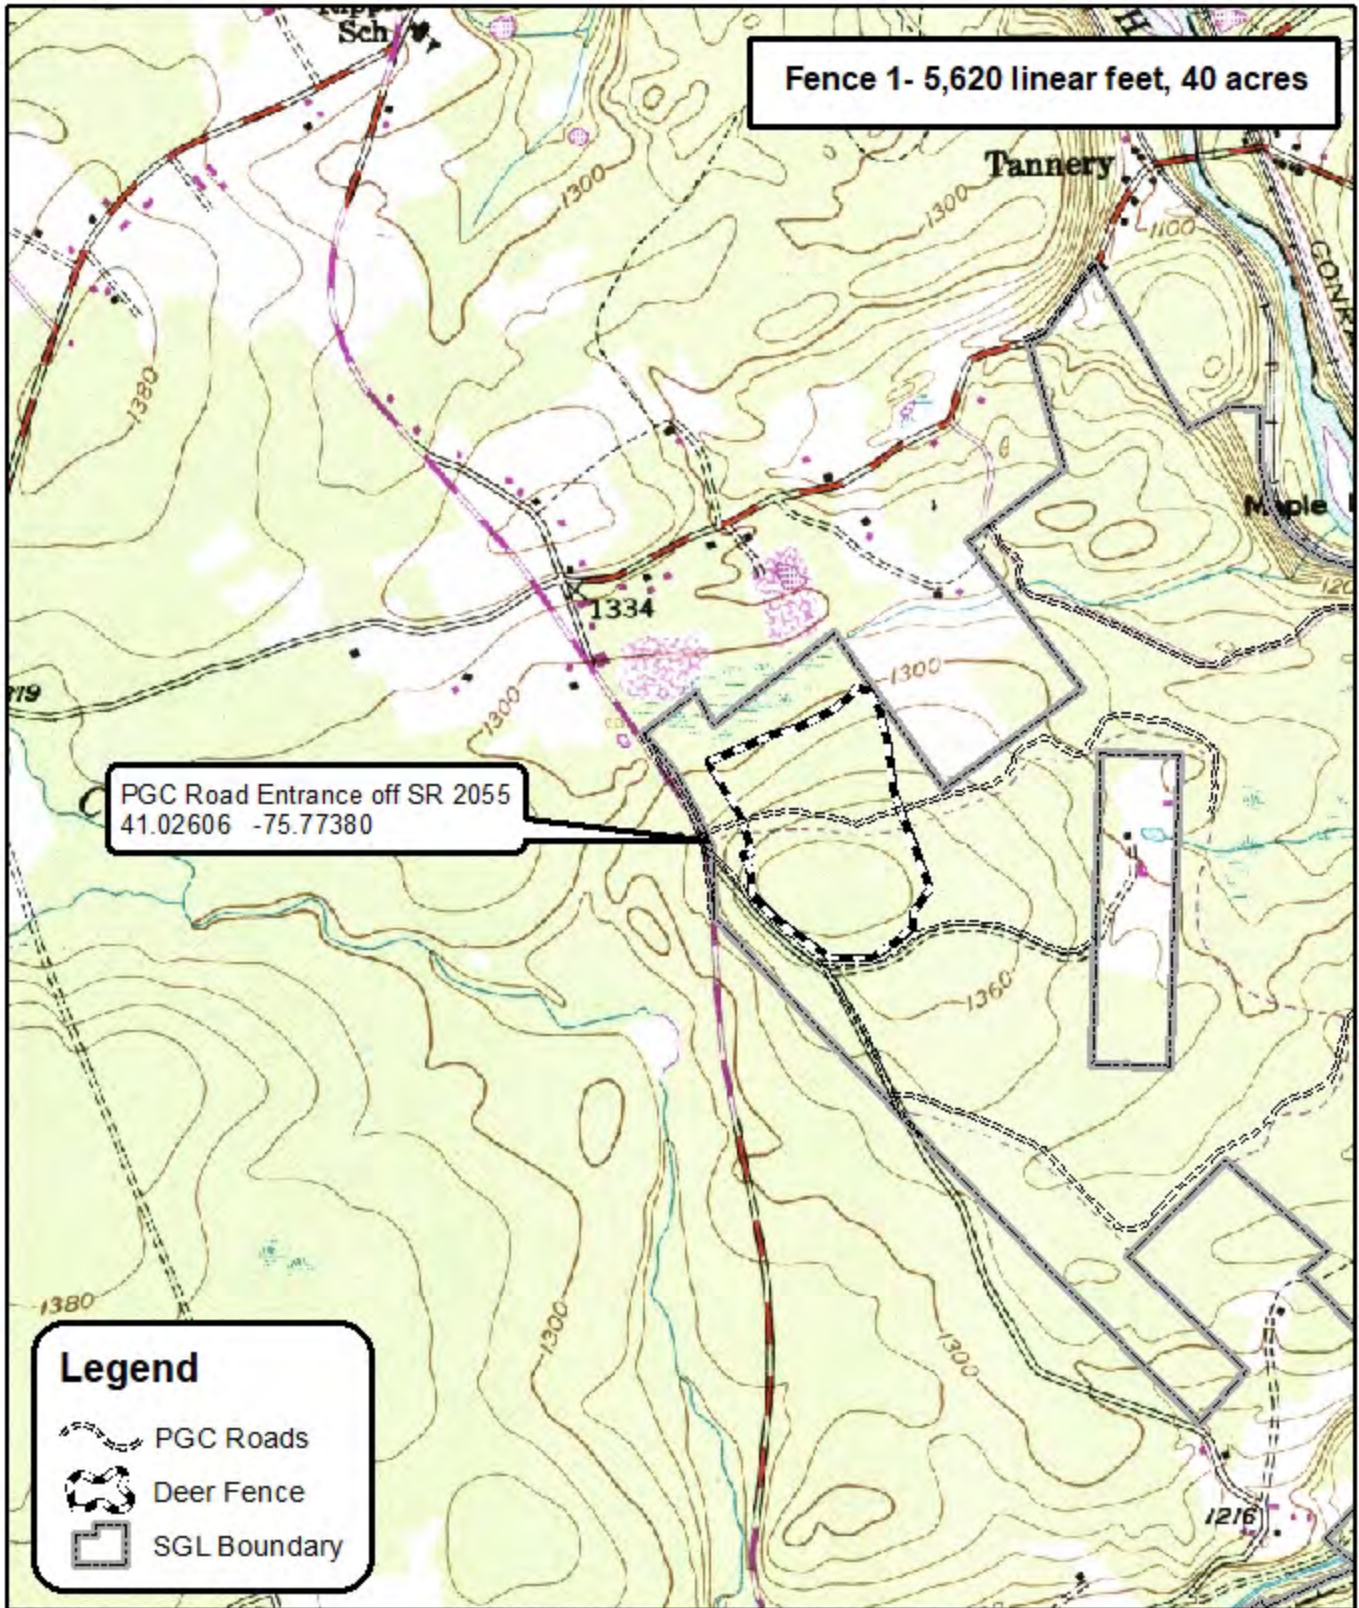 Sch
H
Fence 1- 5,620 linear feet, 40 acres
Tannery
1300
1300
1100
1380
Maple
1334
1300
1300
PGC Road Entrance off SR 2055
41.02606 -75.77380
1360
1380
1300
1300
Legend
PGC Roads
Deer Fence
SGL Boundary
1216